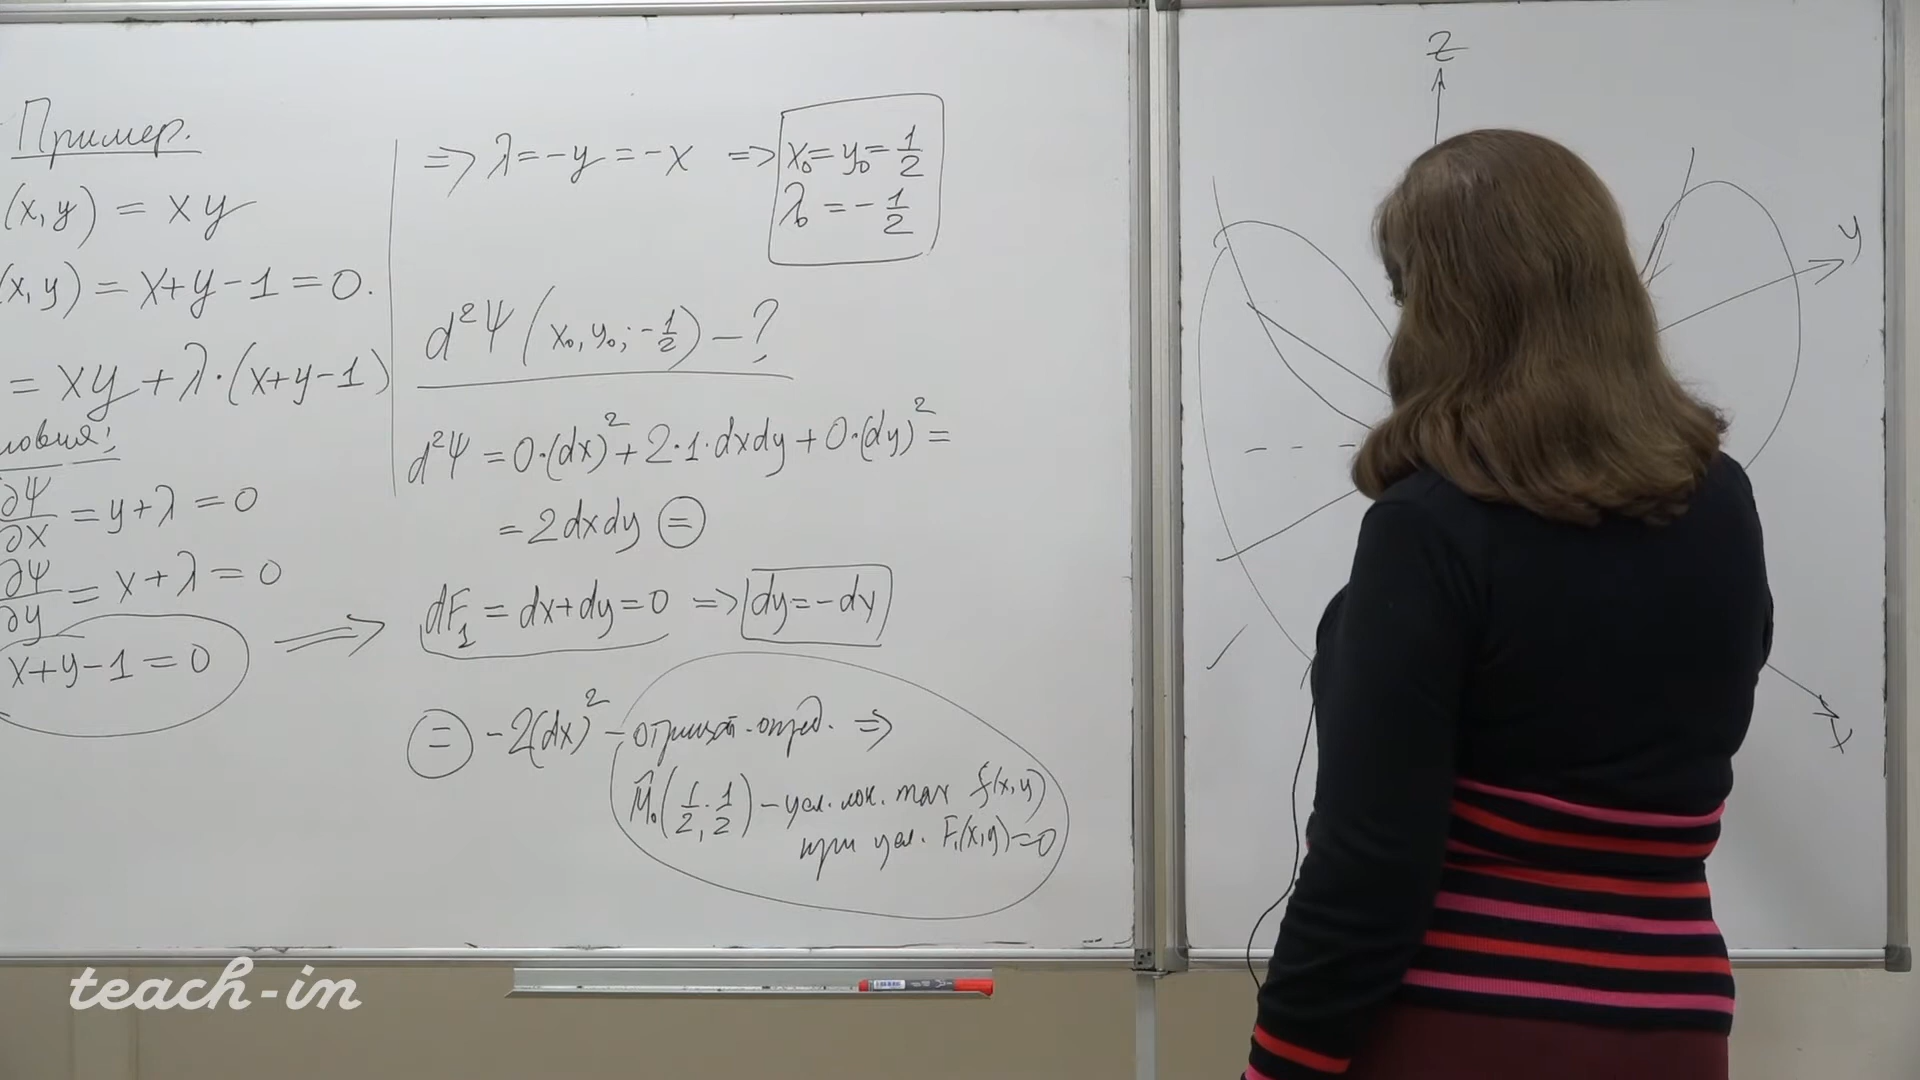 Пример.
(x, y) = xy
(x, y) = x+y-1=0.
= xy+λ·(x+y-1)
ловия:
∂Ψ/∂x = y+λ = 0
∂Ψ/∂y = x+λ = 0
x+y-1=0 ⟹
⟹ λ=-y=-x ⟹ x₀=y₀=1/2
λ₀=-1/2
d²Ψ(x₀, y₀; -1/2) - ?
d²Ψ = 0·(dx)²+2·1·dxdy+0·(dy)² =
= 2dxdy ⊜
dF₁ = dx+dy=0 ⟹ dy=-dy
⊜ -2(dx)² - отрицат.-опред. ⟹
M₀(1/2, 1/2) - усл. лок. max f(x,y)
при усл. F₁(x,y)=0
z
y
x
teach-in